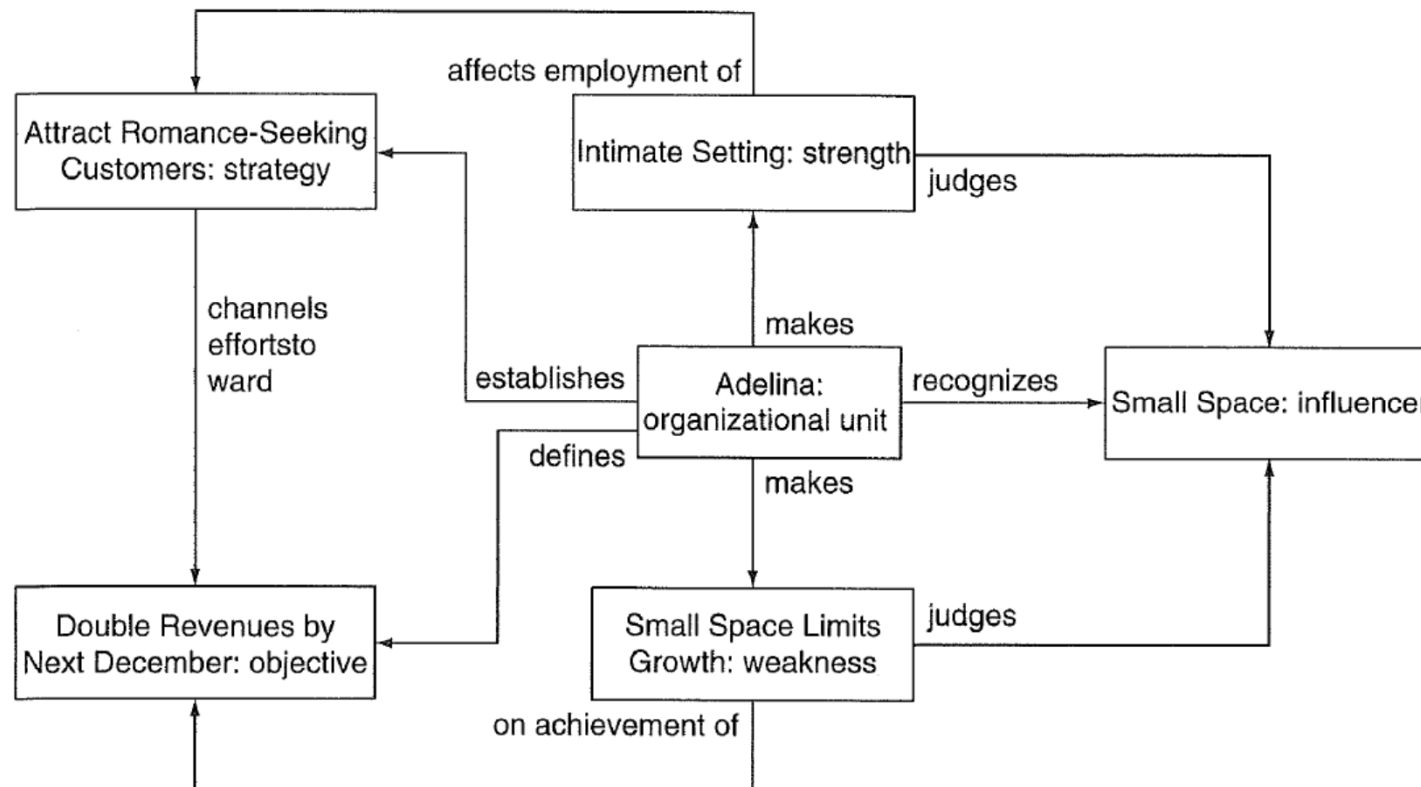 affects employment of
Attract Romance-Seeking
Customers: strategy
Intimate Setting: strength
judges
channels
effortsto
ward
makes
establishes
Adelina:
organizational unit
recognizes
Small Space: influencer
defines
makes
Double Revenues by
Next December: objective
Small Space Limits
Growth: weakness
judges
on achievement of